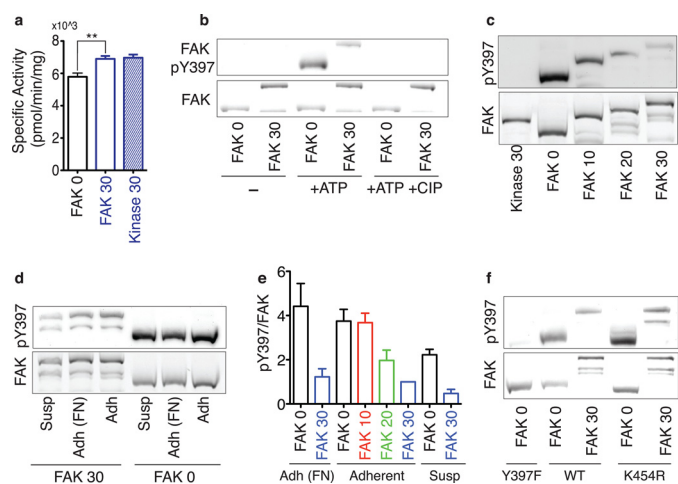 a
x10^3
**
Specific Activity
(pmol/min/mg)
8
6
4
2
0
FAK 0
FAK 30
Kinase 30
b
FAK
pY397
FAK
FAK 0
FAK 30
FAK 0
FAK 30
FAK 0
FAK 30
–
+ATP
+ATP +CIP
c
pY397
FAK
Kinase 30
FAK 0
FAK 10
FAK 20
FAK 30
d
pY397
FAK
Susp
Adh (FN)
Adh
Susp
Adh (FN)
Adh
FAK 30
FAK 0
e
pY397/FAK
6
4
2
0
FAK 0
FAK 30
FAK 0
FAK 10
FAK 20
FAK 30
FAK 0
FAK 30
Adh (FN)
Adherent
Susp
f
pY397
FAK
FAK 0
FAK 0
FAK 30
FAK 0
FAK 30
Y397F
WT
K454R